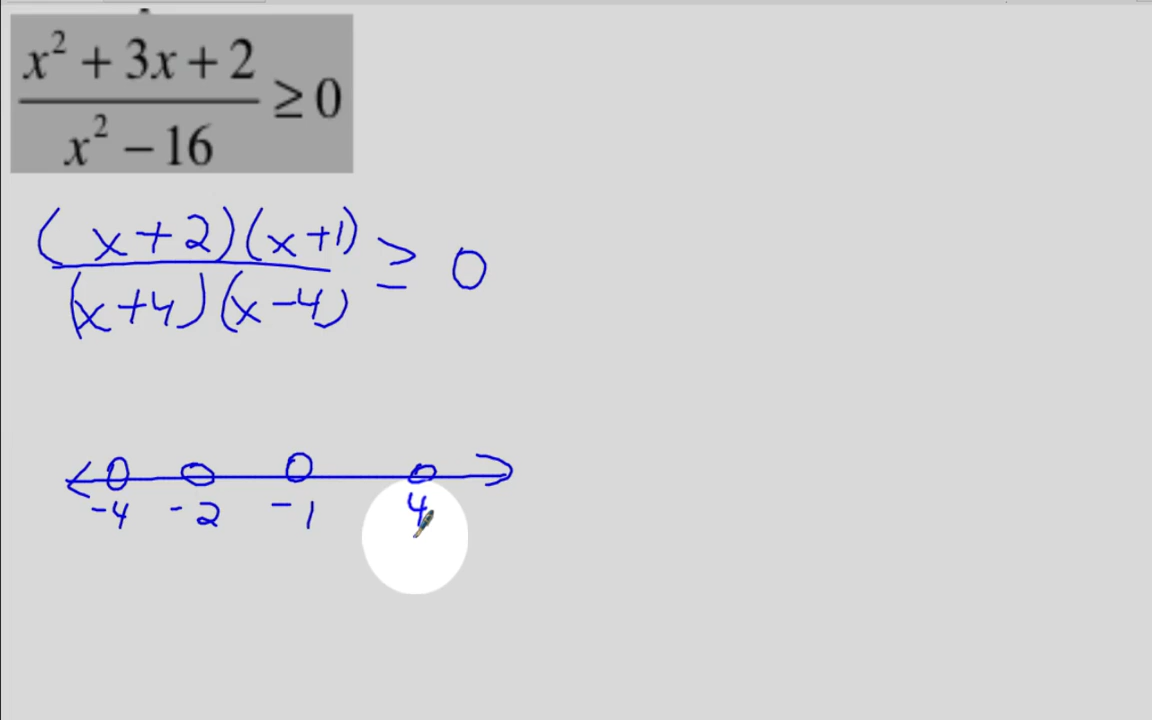 x² + 3x + 2
x² − 16
≥ 0
(x+2)(x+1)
(x+4)(x−4)
≥ 0
-4 -2 -1 4